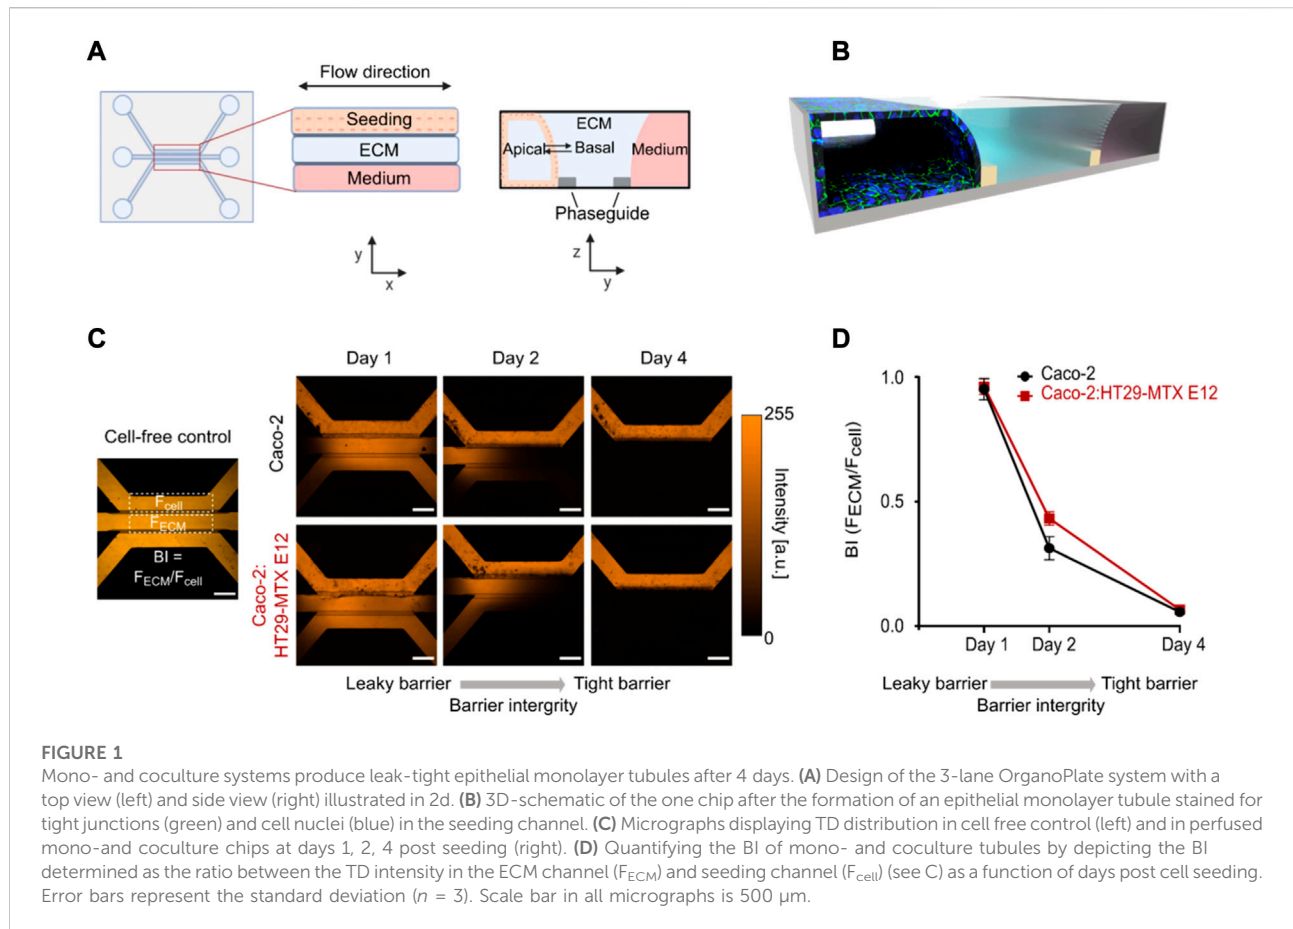 A
Flow direction
Seeding
ECM
Medium
ECM
Apical
Basal
Medium
Phaseguide
y
x
z
y
B
C
Day 1
Day 2
Day 4
Cell-free control
F_cell
F_ECM
BI =
F_ECM/F_cell
Caco-2
Caco-2:
HT29-MTX E12
255
Intensity [a.u.]
0
Leaky barrier
Tight barrier
Barrier intergrity
D
Caco-2
Caco-2:HT29-MTX E12
BI (F_ECM/F_cell)
1.0
0.5
0.0
Day 1
Day 2
Day 4
Leaky barrier
Tight barrier
Barrier intergrity
FIGURE 1
Mono- and coculture systems produce leak-tight epithelial monolayer tubules after 4 days. (A) Design of the 3-lane OrganoPlate system with a
top view (left) and side view (right) illustrated in 2d. (B) 3D-schematic of the one chip after the formation of an epithelial monolayer tubule stained for
tight junctions (green) and cell nuclei (blue) in the seeding channel. (C) Micrographs displaying TD distribution in cell free control (left) and in perfused
mono-and coculture chips at days 1, 2, 4 post seeding (right). (D) Quantifying the BI of mono- and coculture tubules by depicting the BI
determined as the ratio between the TD intensity in the ECM channel (F_ECM) and seeding channel (F_cell) (see C) as a function of days post cell seeding.
Error bars represent the standard deviation (n = 3). Scale bar in all micrographs is 500 µm.